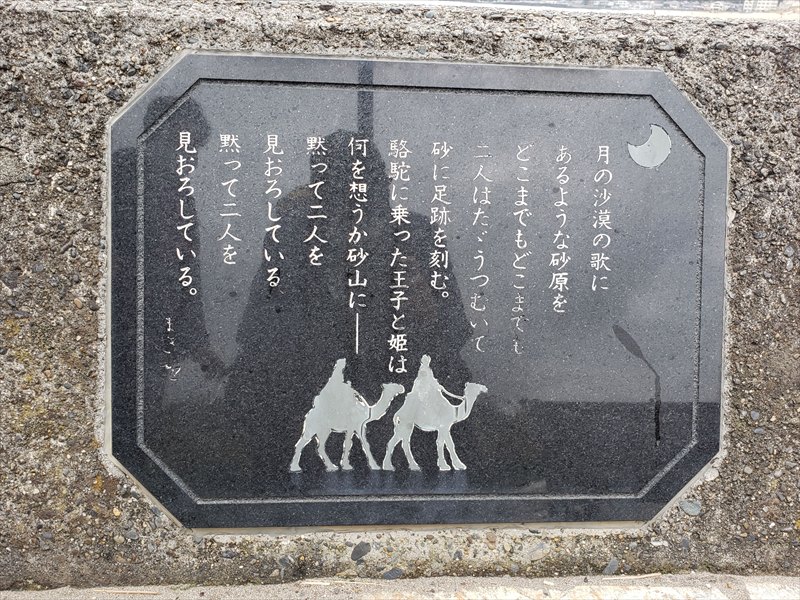 月の沙漠の歌に
あるような砂原を
どこまでもどこまでも
二人はたゞうつむいて
砂に足跡を刻む。
駱駝に乗った王子と姫は
何を想うか砂山に――
黙って二人を
見おろしている
黙って二人を
見おろしている。
まさを